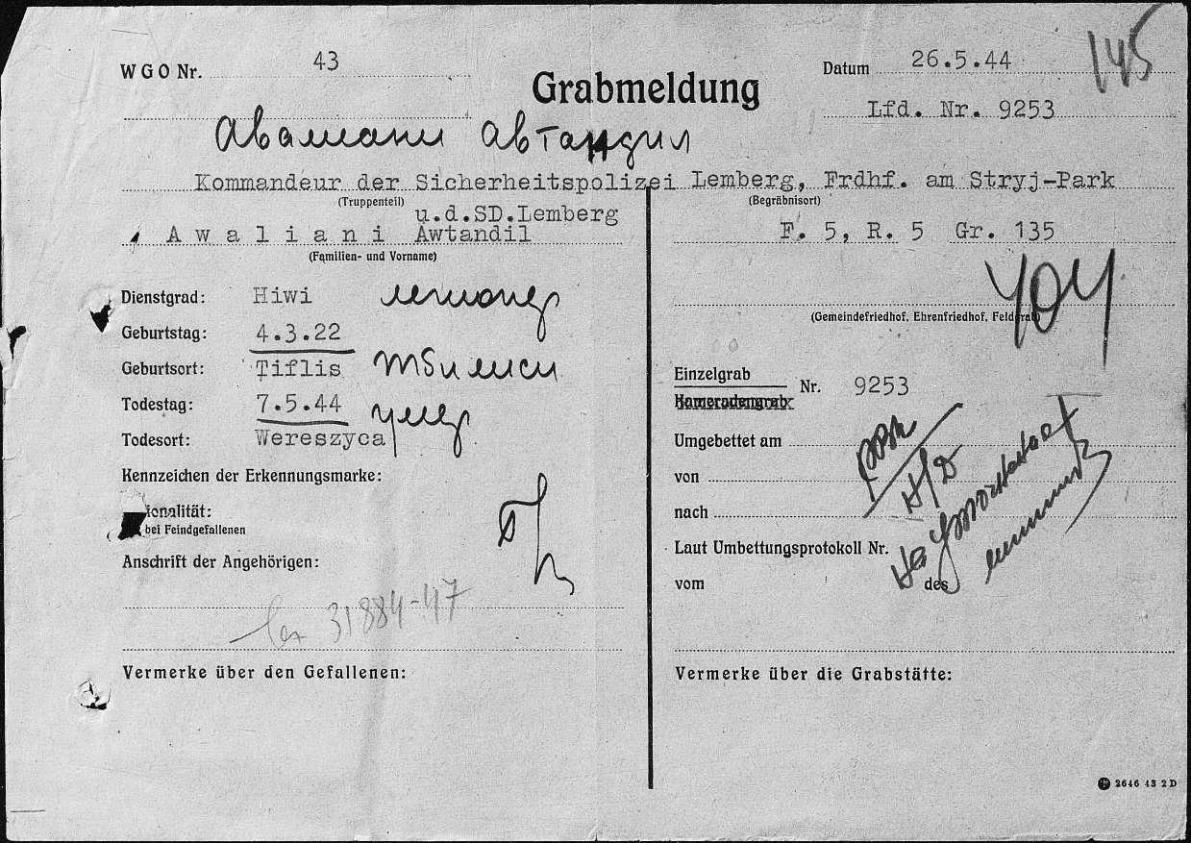 WGO Nr. 43
Datum 26.5.44
145
Grabmeldung
Lfd. Nr. 9253
Авалиани Автандил
Kommandeur der Sicherheitspolizei Lemberg, Frdhf. am Stryj-Park
(Truppenteil) u.d.SD.Lemberg
(Begräbnisort)
Awaliani Awtandil
F. 5, R. 5 Gr. 135
(Familien- und Vorname)
Dienstgrad: Hiwi
(Gemeindefriedhof, Ehrenfriedhof, Feldgrab)
Geburtstag: 4.3.22
Geburtsort: Tiflis Тбилиси
Einzelgrab
Nr. 9253
Kameradengrab
Todestag: 7.5.44 умер
Todesort: Wereszyca
Umgebettet am
Kennzeichen der Erkennungsmarke:
von
ionalität:
bei Feindgefallenen
nach
Laut Umbettungsprotokoll Nr.
Anschrift der Angehörigen:
vom des
31884-47
Vermerke über den Gefallenen:
Vermerke über die Grabstätte:
2646 43 2D